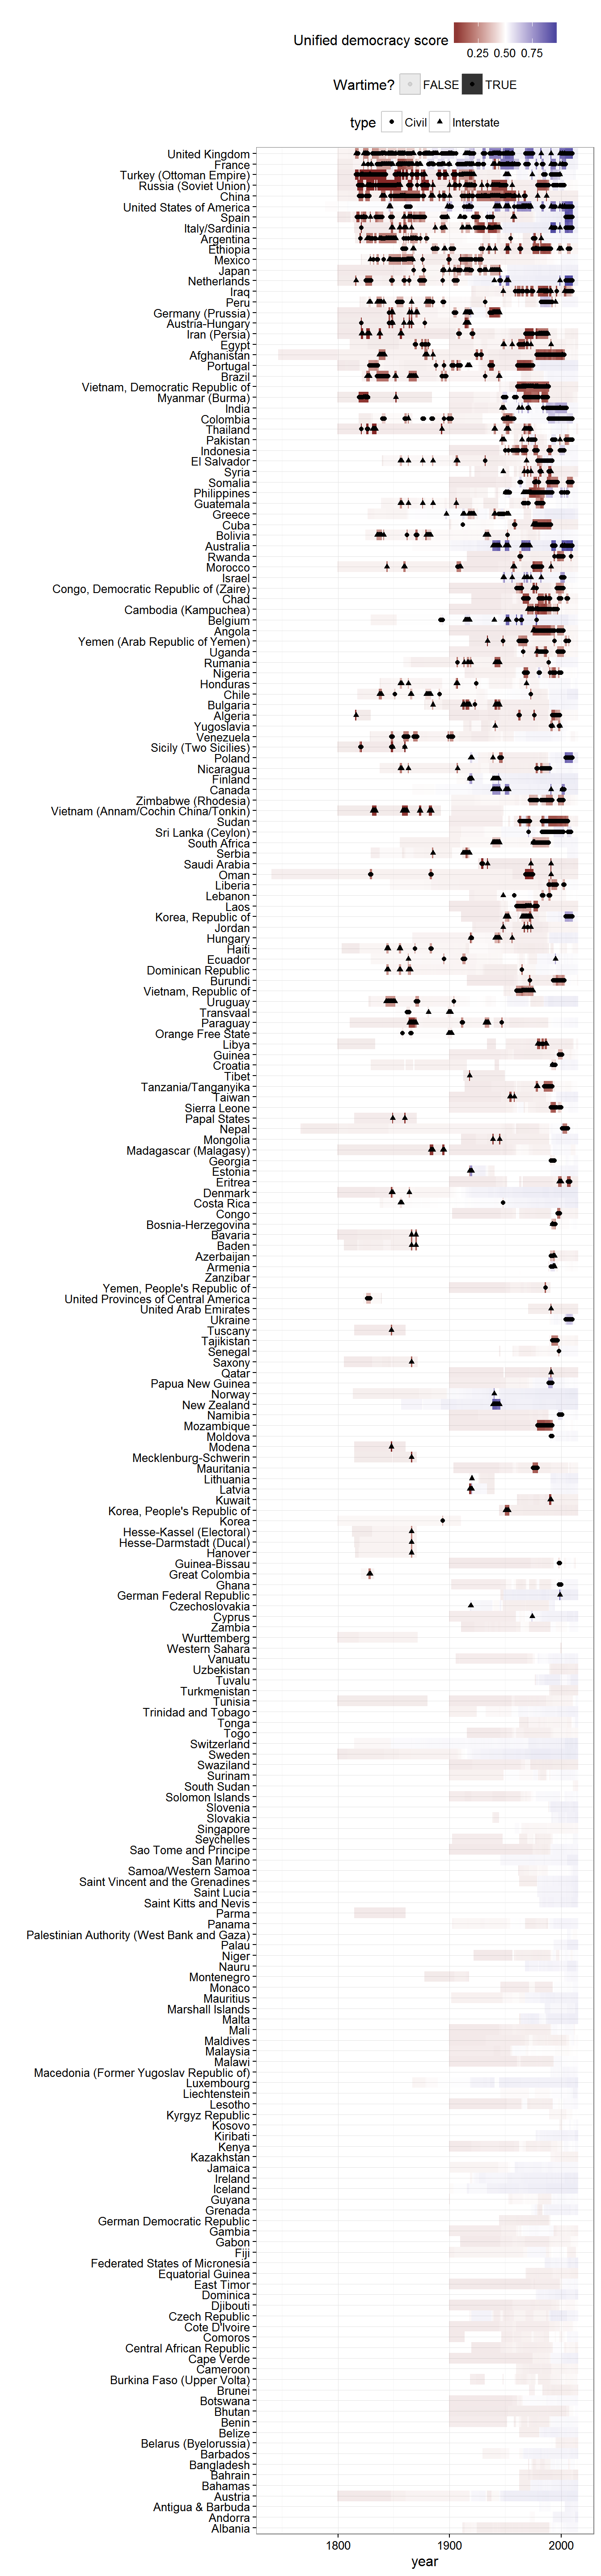 Unified democracy score
0.25 0.50 0.75
Wartime? FALSE TRUE
type Civil Interstate
United Kingdom
France
Turkey (Ottoman Empire)
Russia (Soviet Union)
China
United States of America
Spain
Italy/Sardinia
Argentina
Ethiopia
Mexico
Japan
Netherlands
Iraq
Peru
Germany (Prussia)
Austria-Hungary
Iran (Persia)
Egypt
Afghanistan
Portugal
Brazil
Vietnam, Democratic Republic of
Myanmar (Burma)
India
Colombia
Thailand
Pakistan
Indonesia
El Salvador
Syria
Somalia
Philippines
Guatemala
Greece
Cuba
Bolivia
Australia
Rwanda
Morocco
Israel
Congo, Democratic Republic of (Zaire)
Chad
Cambodia (Kampuchea)
Belgium
Angola
Yemen (Arab Republic of Yemen)
Uganda
Rumania
Nigeria
Honduras
Chile
Bulgaria
Algeria
Yugoslavia
Venezuela
Sicily (Two Sicilies)
Poland
Nicaragua
Finland
Canada
Zimbabwe (Rhodesia)
Vietnam (Annam/Cochin China/Tonkin)
Sudan
Sri Lanka (Ceylon)
South Africa
Serbia
Saudi Arabia
Oman
Liberia
Lebanon
Laos
Korea, Republic of
Jordan
Hungary
Haiti
Ecuador
Dominican Republic
Burundi
Vietnam, Republic of
Uruguay
Transvaal
Paraguay
Orange Free State
Libya
Guinea
Croatia
Tibet
Tanzania/Tanganyika
Taiwan
Sierra Leone
Papal States
Nepal
Mongolia
Madagascar (Malagasy)
Georgia
Estonia
Eritrea
Denmark
Costa Rica
Congo
Bosnia-Herzegovina
Bavaria
Baden
Azerbaijan
Armenia
Zanzibar
Yemen, People's Republic of
United Provinces of Central America
United Arab Emirates
Ukraine
Tuscany
Tajikistan
Senegal
Saxony
Qatar
Papua New Guinea
Norway
New Zealand
Namibia
Mozambique
Moldova
Modena
Mecklenburg-Schwerin
Mauritania
Lithuania
Latvia
Kuwait
Korea, People's Republic of
Korea
Hesse-Kassel (Electoral)
Hesse-Darmstadt (Ducal)
Hanover
Guinea-Bissau
Great Colombia
Ghana
German Federal Republic
Czechoslovakia
Cyprus
Zambia
Wurttemberg
Western Sahara
Vanuatu
Uzbekistan
Tuvalu
Turkmenistan
Tunisia
Trinidad and Tobago
Tonga
Togo
Switzerland
Sweden
Swaziland
Surinam
South Sudan
Solomon Islands
Slovenia
Slovakia
Singapore
Seychelles
Sao Tome and Principe
San Marino
Samoa/Western Samoa
Saint Vincent and the Grenadines
Saint Lucia
Saint Kitts and Nevis
Parma
Panama
Palestinian Authority (West Bank and Gaza)
Palau
Niger
Nauru
Montenegro
Monaco
Mauritius
Marshall Islands
Malta
Mali
Maldives
Malaysia
Malawi
Macedonia (Former Yugoslav Republic of)
Luxembourg
Liechtenstein
Lesotho
Kyrgyz Republic
Kosovo
Kiribati
Kenya
Kazakhstan
Jamaica
Ireland
Iceland
Guyana
Grenada
German Democratic Republic
Gambia
Gabon
Fiji
Federated States of Micronesia
Equatorial Guinea
East Timor
Dominica
Djibouti
Czech Republic
Cote D'Ivoire
Comoros
Central African Republic
Cape Verde
Cameroon
Burkina Faso (Upper Volta)
Brunei
Botswana
Bhutan
Benin
Belize
Belarus (Byelorussia)
Barbados
Bangladesh
Bahrain
Bahamas
Austria
Antigua & Barbuda
Andorra
Albania
1800 1900 2000
year